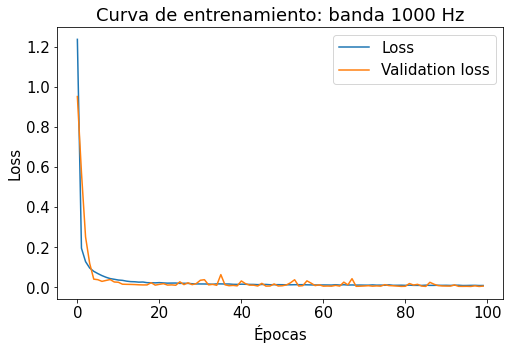 Curva de entrenamiento: banda 1000 Hz
Loss
Validation loss
Loss
1.2
1.0
0.8
0.6
0.4
0.2
0.0
0 20 40 60 80 100
Épocas